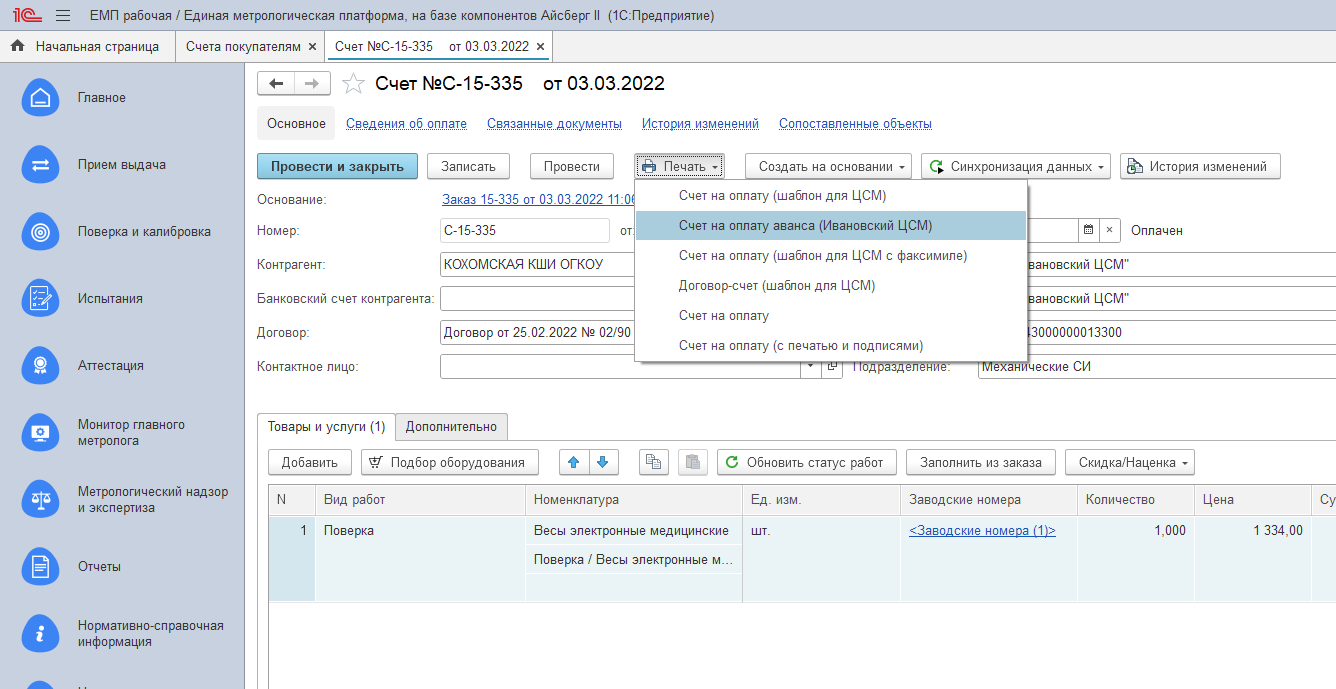 1С ЕМП рабочая / Единая метрологическая платформа, на базе компонентов Айсберг II (1С:Предприятие)
Начальная страница
Счета покупателям ×
Счет №С-15-335 от 03.03.2022 ×
Главное
Прием выдача
Поверка и калибровка
Испытания
Аттестация
Монитор главного
метролога
Метрологический надзор
и экспертиза
Отчеты
Нормативно-справочная
информация
Счет №С-15-335 от 03.03.2022
Основное Сведения об оплате Связанные документы История изменений Сопоставленные объекты
Провести и закрыть Записать Провести Печать Создать на основании Синхронизация данных История изменений
Счет на оплату (шаблон для ЦСМ)
Счет на оплату аванса (Ивановский ЦСМ)
Счет на оплату (шаблон для ЦСМ с факсимиле)
Договор-счет (шаблон для ЦСМ)
Счет на оплату
Счет на оплату (с печатью и подписями)
Основание: Заказ 15-335 от 03.03.2022 11:06
Номер: С-15-335 от: Оплачен
Контрагент: КОХОМСКАЯ КШИ ОГКОУ вановский ЦСМ"
Банковский счет контрагента: вановский ЦСМ"
Договор: Договор от 25.02.2022 № 02/90 3000000013300
Контактное лицо: Подразделение: Механические СИ
Товары и услуги (1) Дополнительно
Добавить Подбор оборудования Обновить статус работ Заполнить из заказа Скидка/Наценка
N Вид работ Номенклатура Ед. изм. Заводские номера Количество Цена Су
1 Поверка Весы электронные медицинские шт. <Заводские номера (1)> 1,000 1 334,00
Поверка / Весы электронные м...